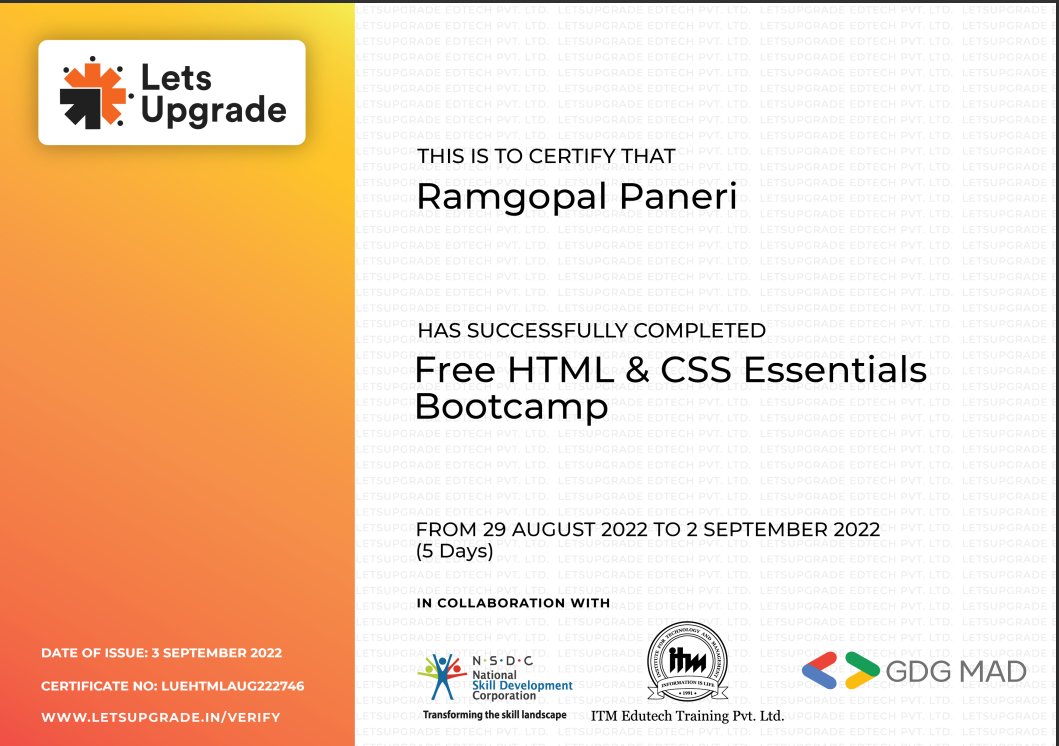 Lets
Upgrade
THIS IS TO CERTIFY THAT
Ramgopal Paneri
HAS SUCCESSFULLY COMPLETED
Free HTML & CSS Essentials
Bootcamp
FROM 29 AUGUST 2022 TO 2 SEPTEMBER 2022
(5 Days)
IN COLLABORATION WITH
N·S·D·C
National
Skill Development
Corporation
Transforming the skill landscape
INSTITUTE FOR TECHNOLOGY AND MANAGEMENT
itm
INFORMATION IS LIFE
• 1991 •
ITM Edutech Training Pvt. Ltd.
GDG MAD
DATE OF ISSUE: 3 SEPTEMBER 2022
CERTIFICATE NO: LUEHTMLAUG222746
WWW.LETSUPGRADE.IN/VERIFY
LETSUPGRADE EDTECH PVT. LTD.